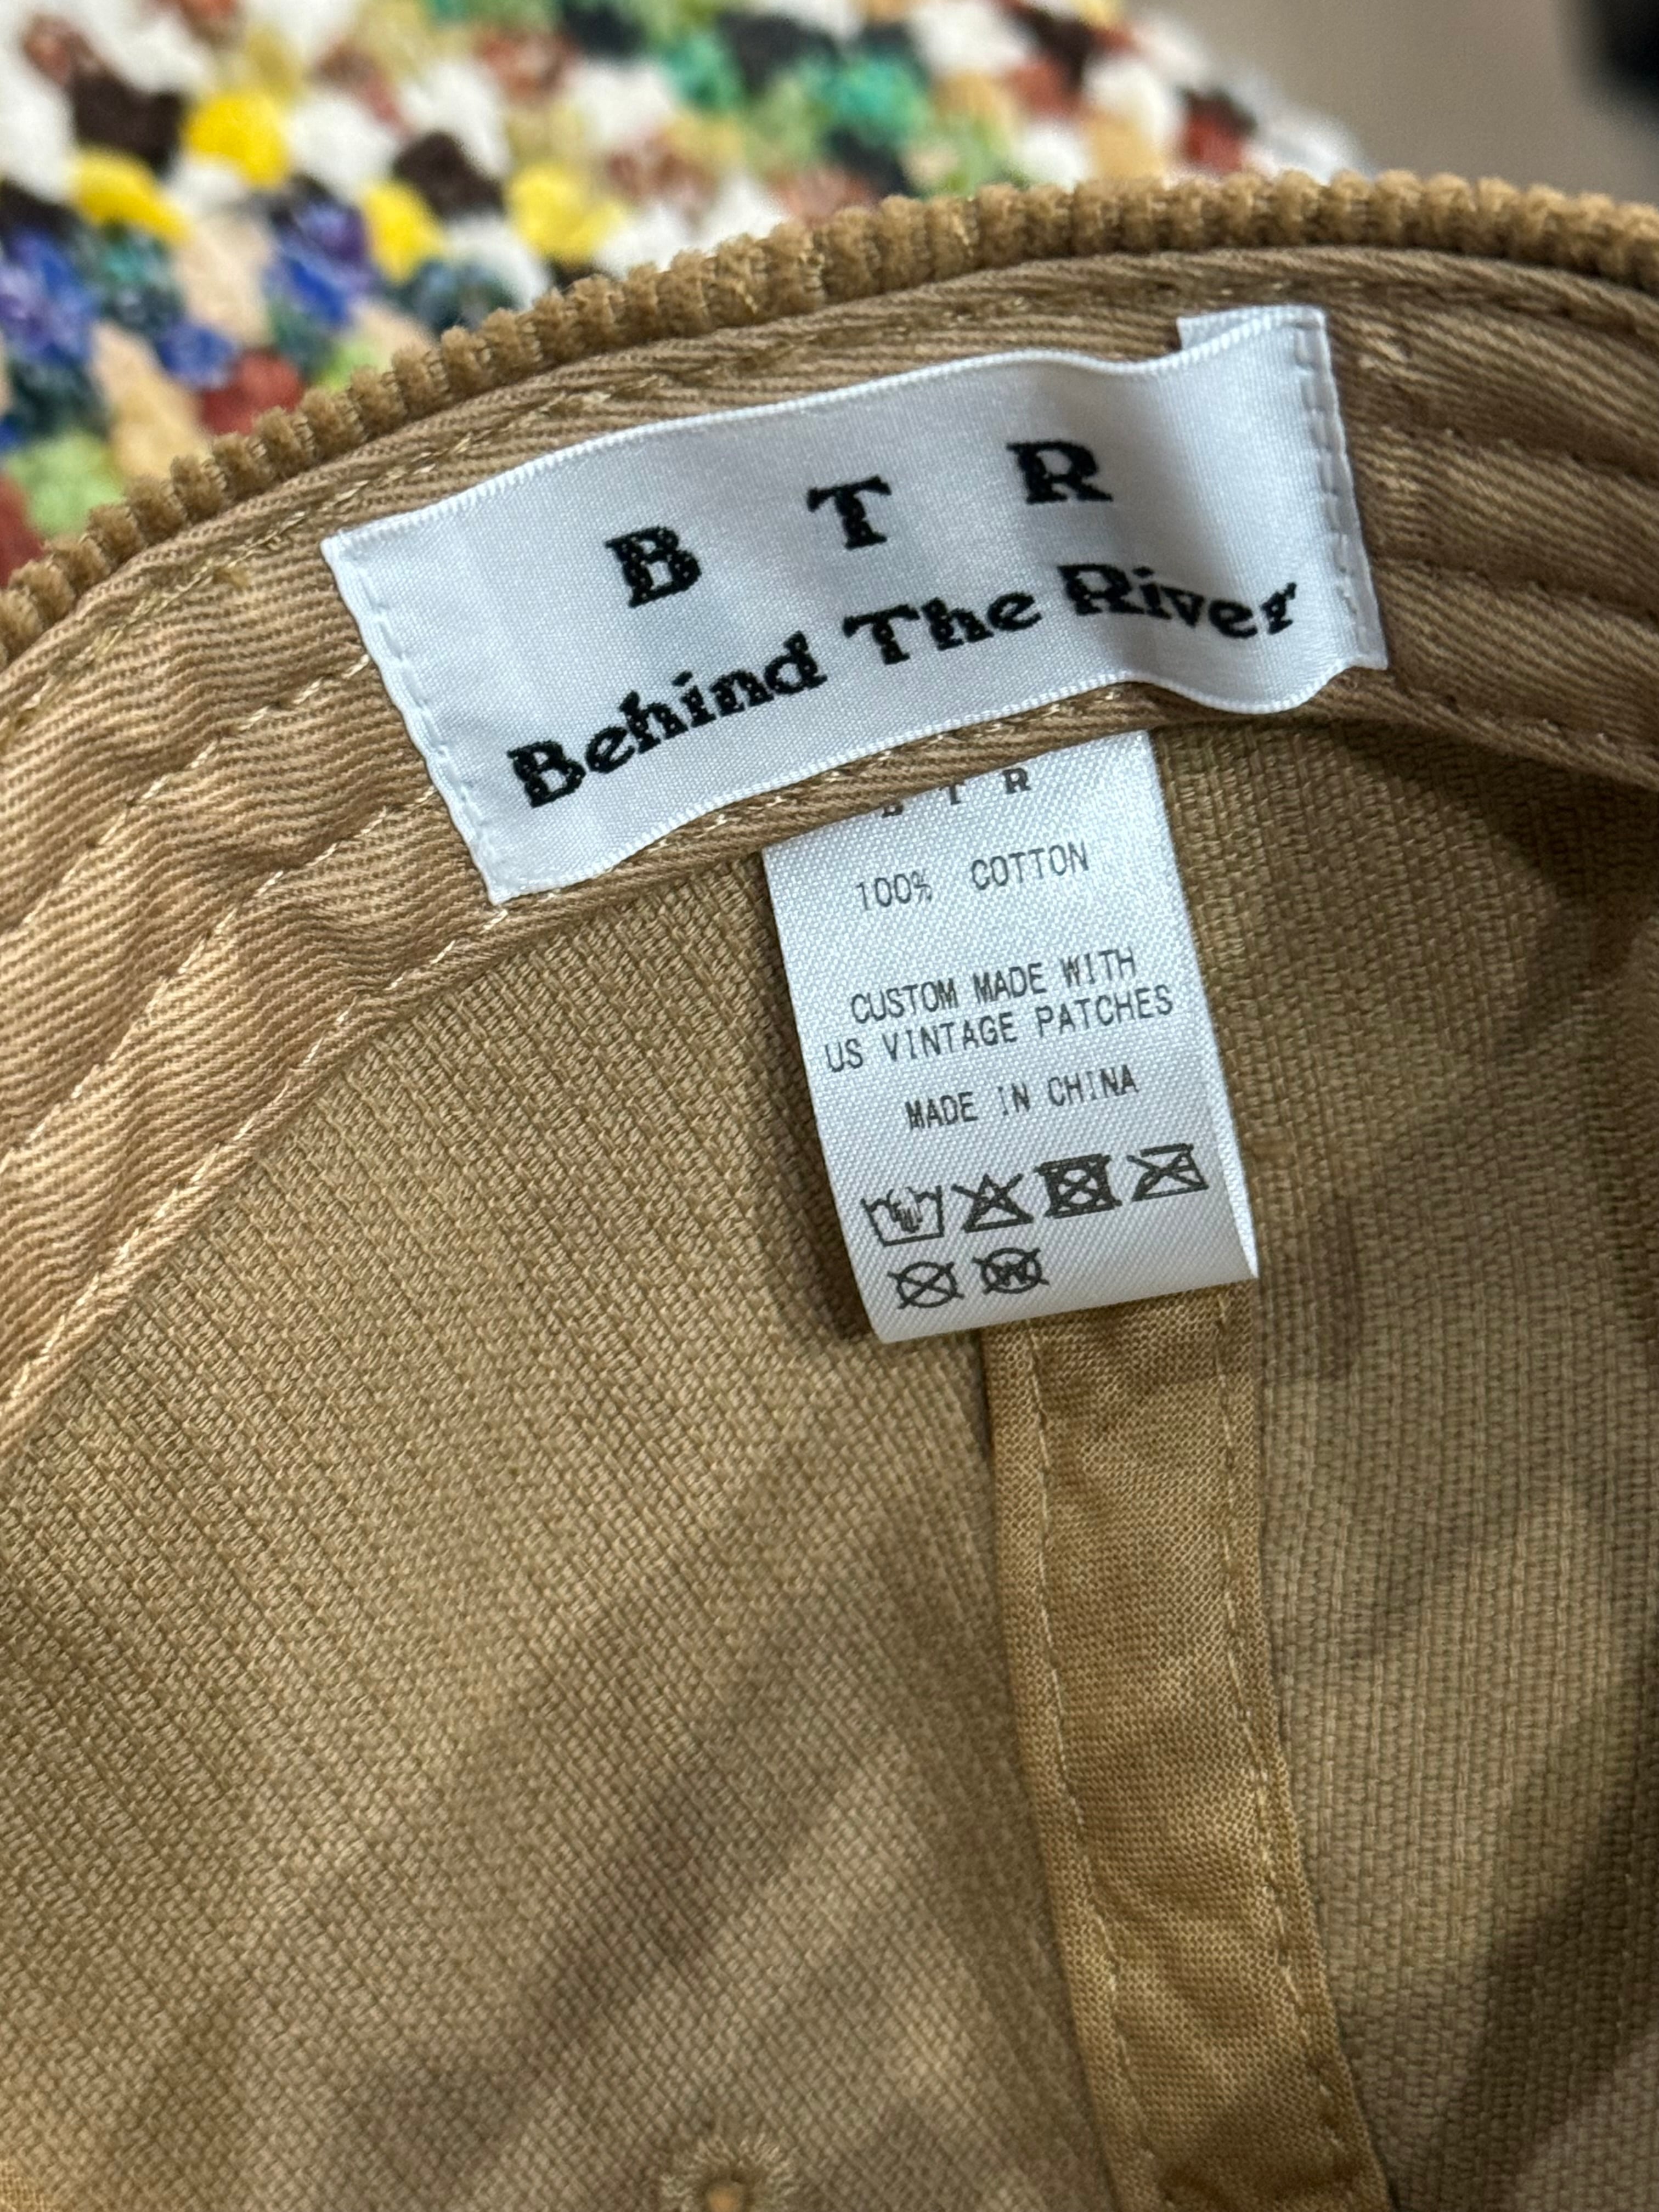 B T R
Behind The River
B T R
100% COTTON
CUSTOM MADE WITH
US VINTAGE PATCHES
MADE IN CHINA
W